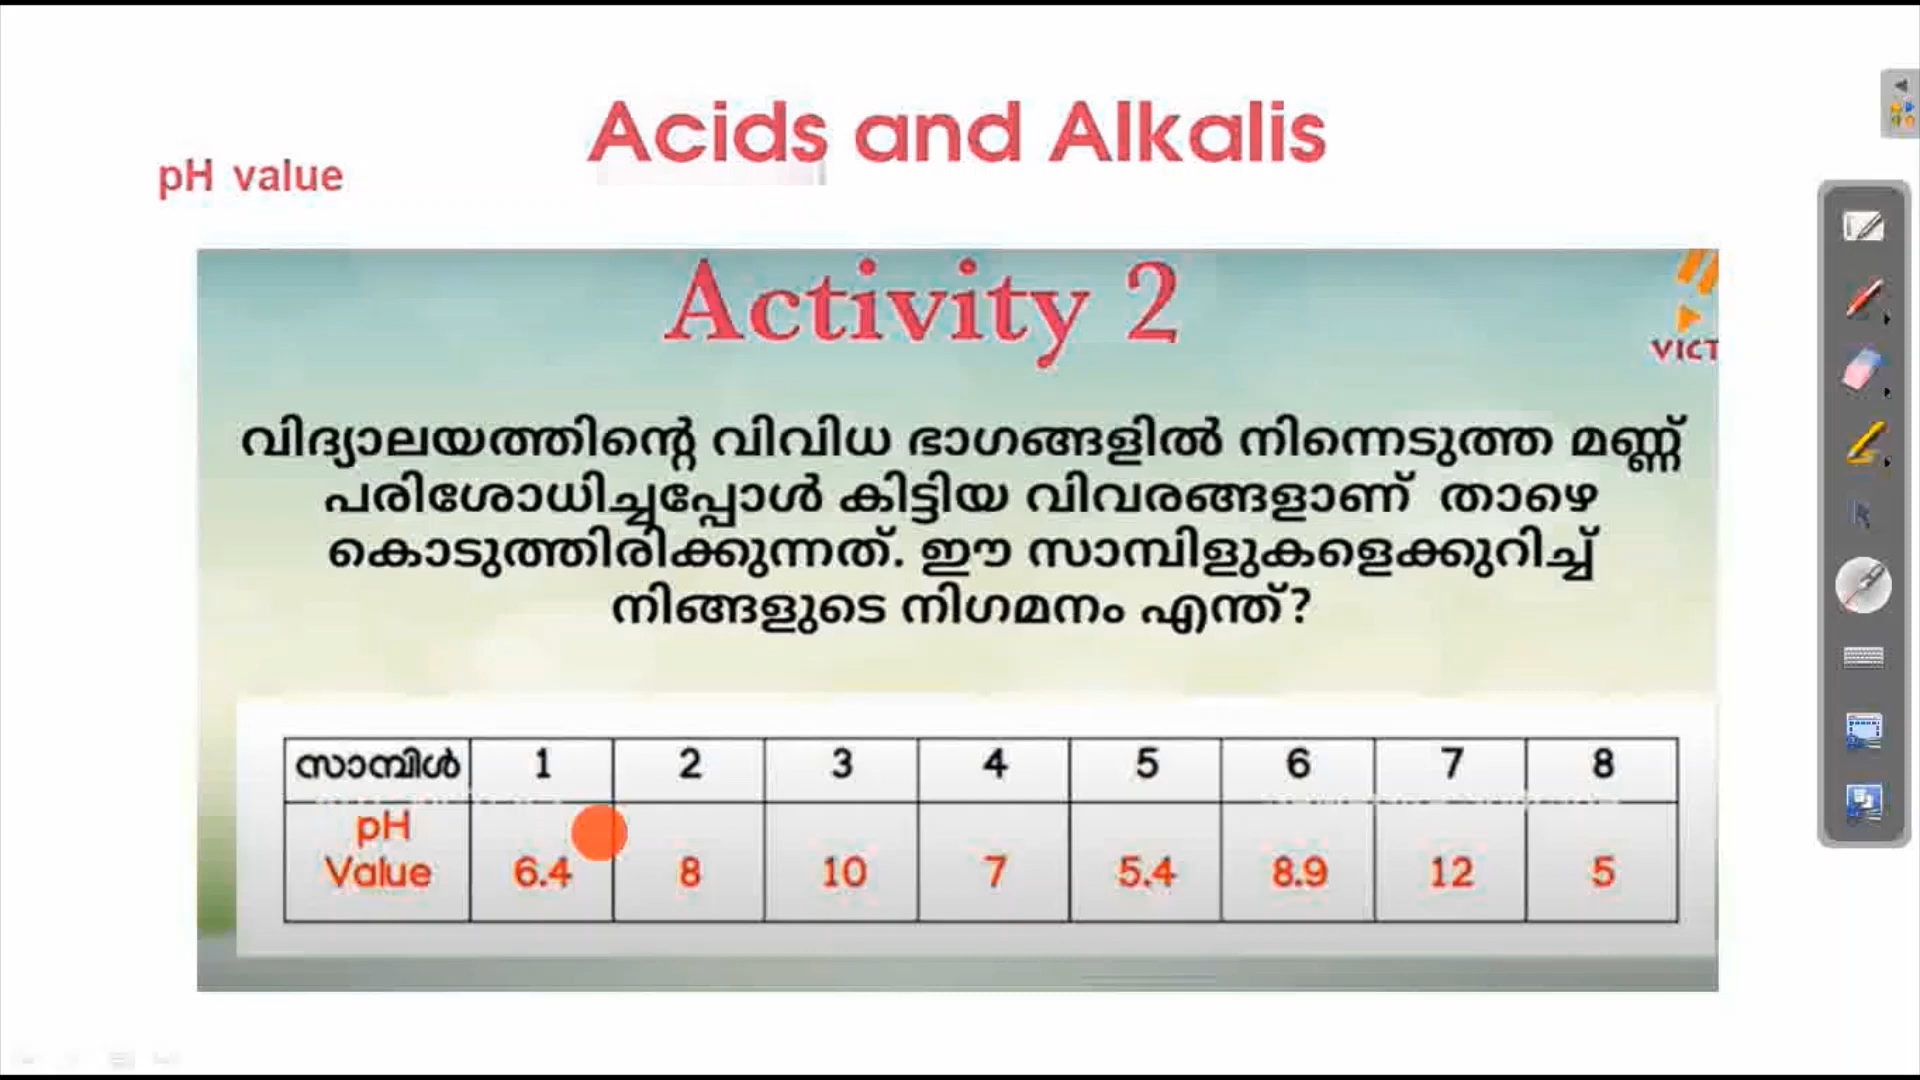 Acids and Alkalis
pH value
Activity 2
VICT
വിദ്യാലയത്തിന്റെ വിവിധ ഭാഗങ്ങളിൽ നിന്നെടുത്ത മണ്ണ്
പരിശോധിച്ചപ്പോൾ കിട്ടിയ വിവരങ്ങളാണ് താഴെ
കൊടുത്തിരിക്കുന്നത്. ഈ സാമ്പിളുകളെക്കുറിച്ച്
നിങ്ങളുടെ നിഗമനം എന്ത്?
സാമ്പിൾ 1 2 3 4 5 6 7 8
pH
Value 6.4 8 10 7 5.4 8.9 12 5